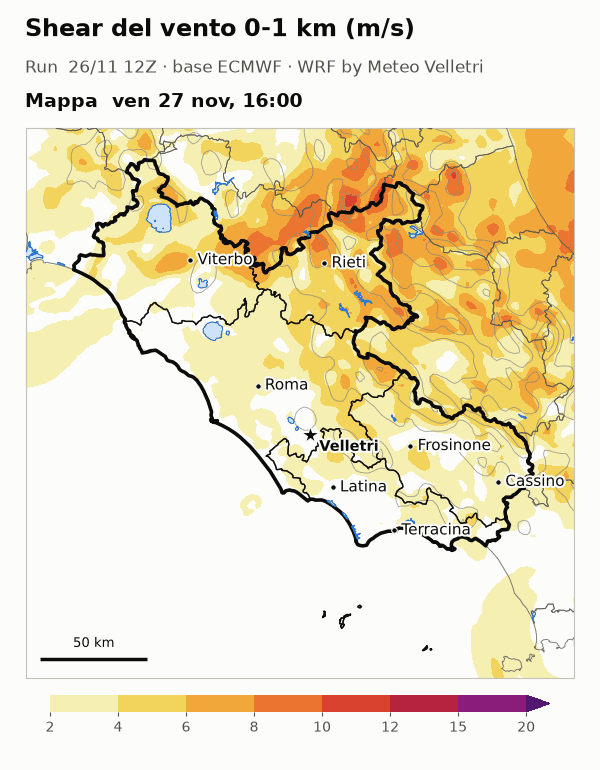 Shear del vento 0-1 km (m/s)
Run  26/11 12Z · base ECMWF · WRF by Meteo Velletri
Mappa  ven 27 nov, 16:00
Viterbo
Rieti
Roma
Velletri
Frosinone
Cassino
Latina
Terracina
50 km
2 4 6 8 10 12 15 20